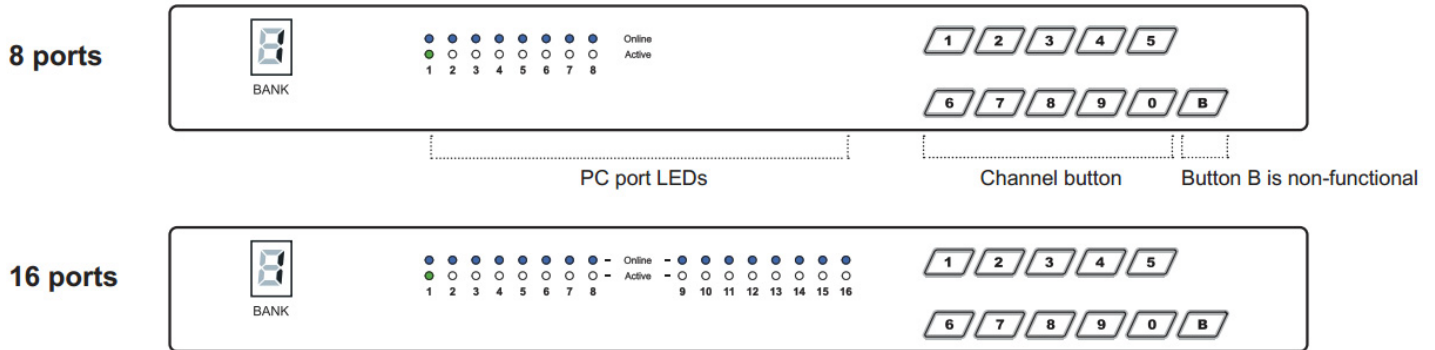 8 ports
1
BANK
Online
Active
1 2 3 4 5 6 7 8
1 2 3 4 5
6 7 8 9 0 B
PC port LEDs
Channel button
Button B is non-functional
16 ports
1
BANK
Online
Active
1 2 3 4 5 6 7 8 9 10 11 12 13 14 15 16
1 2 3 4 5
6 7 8 9 0 B